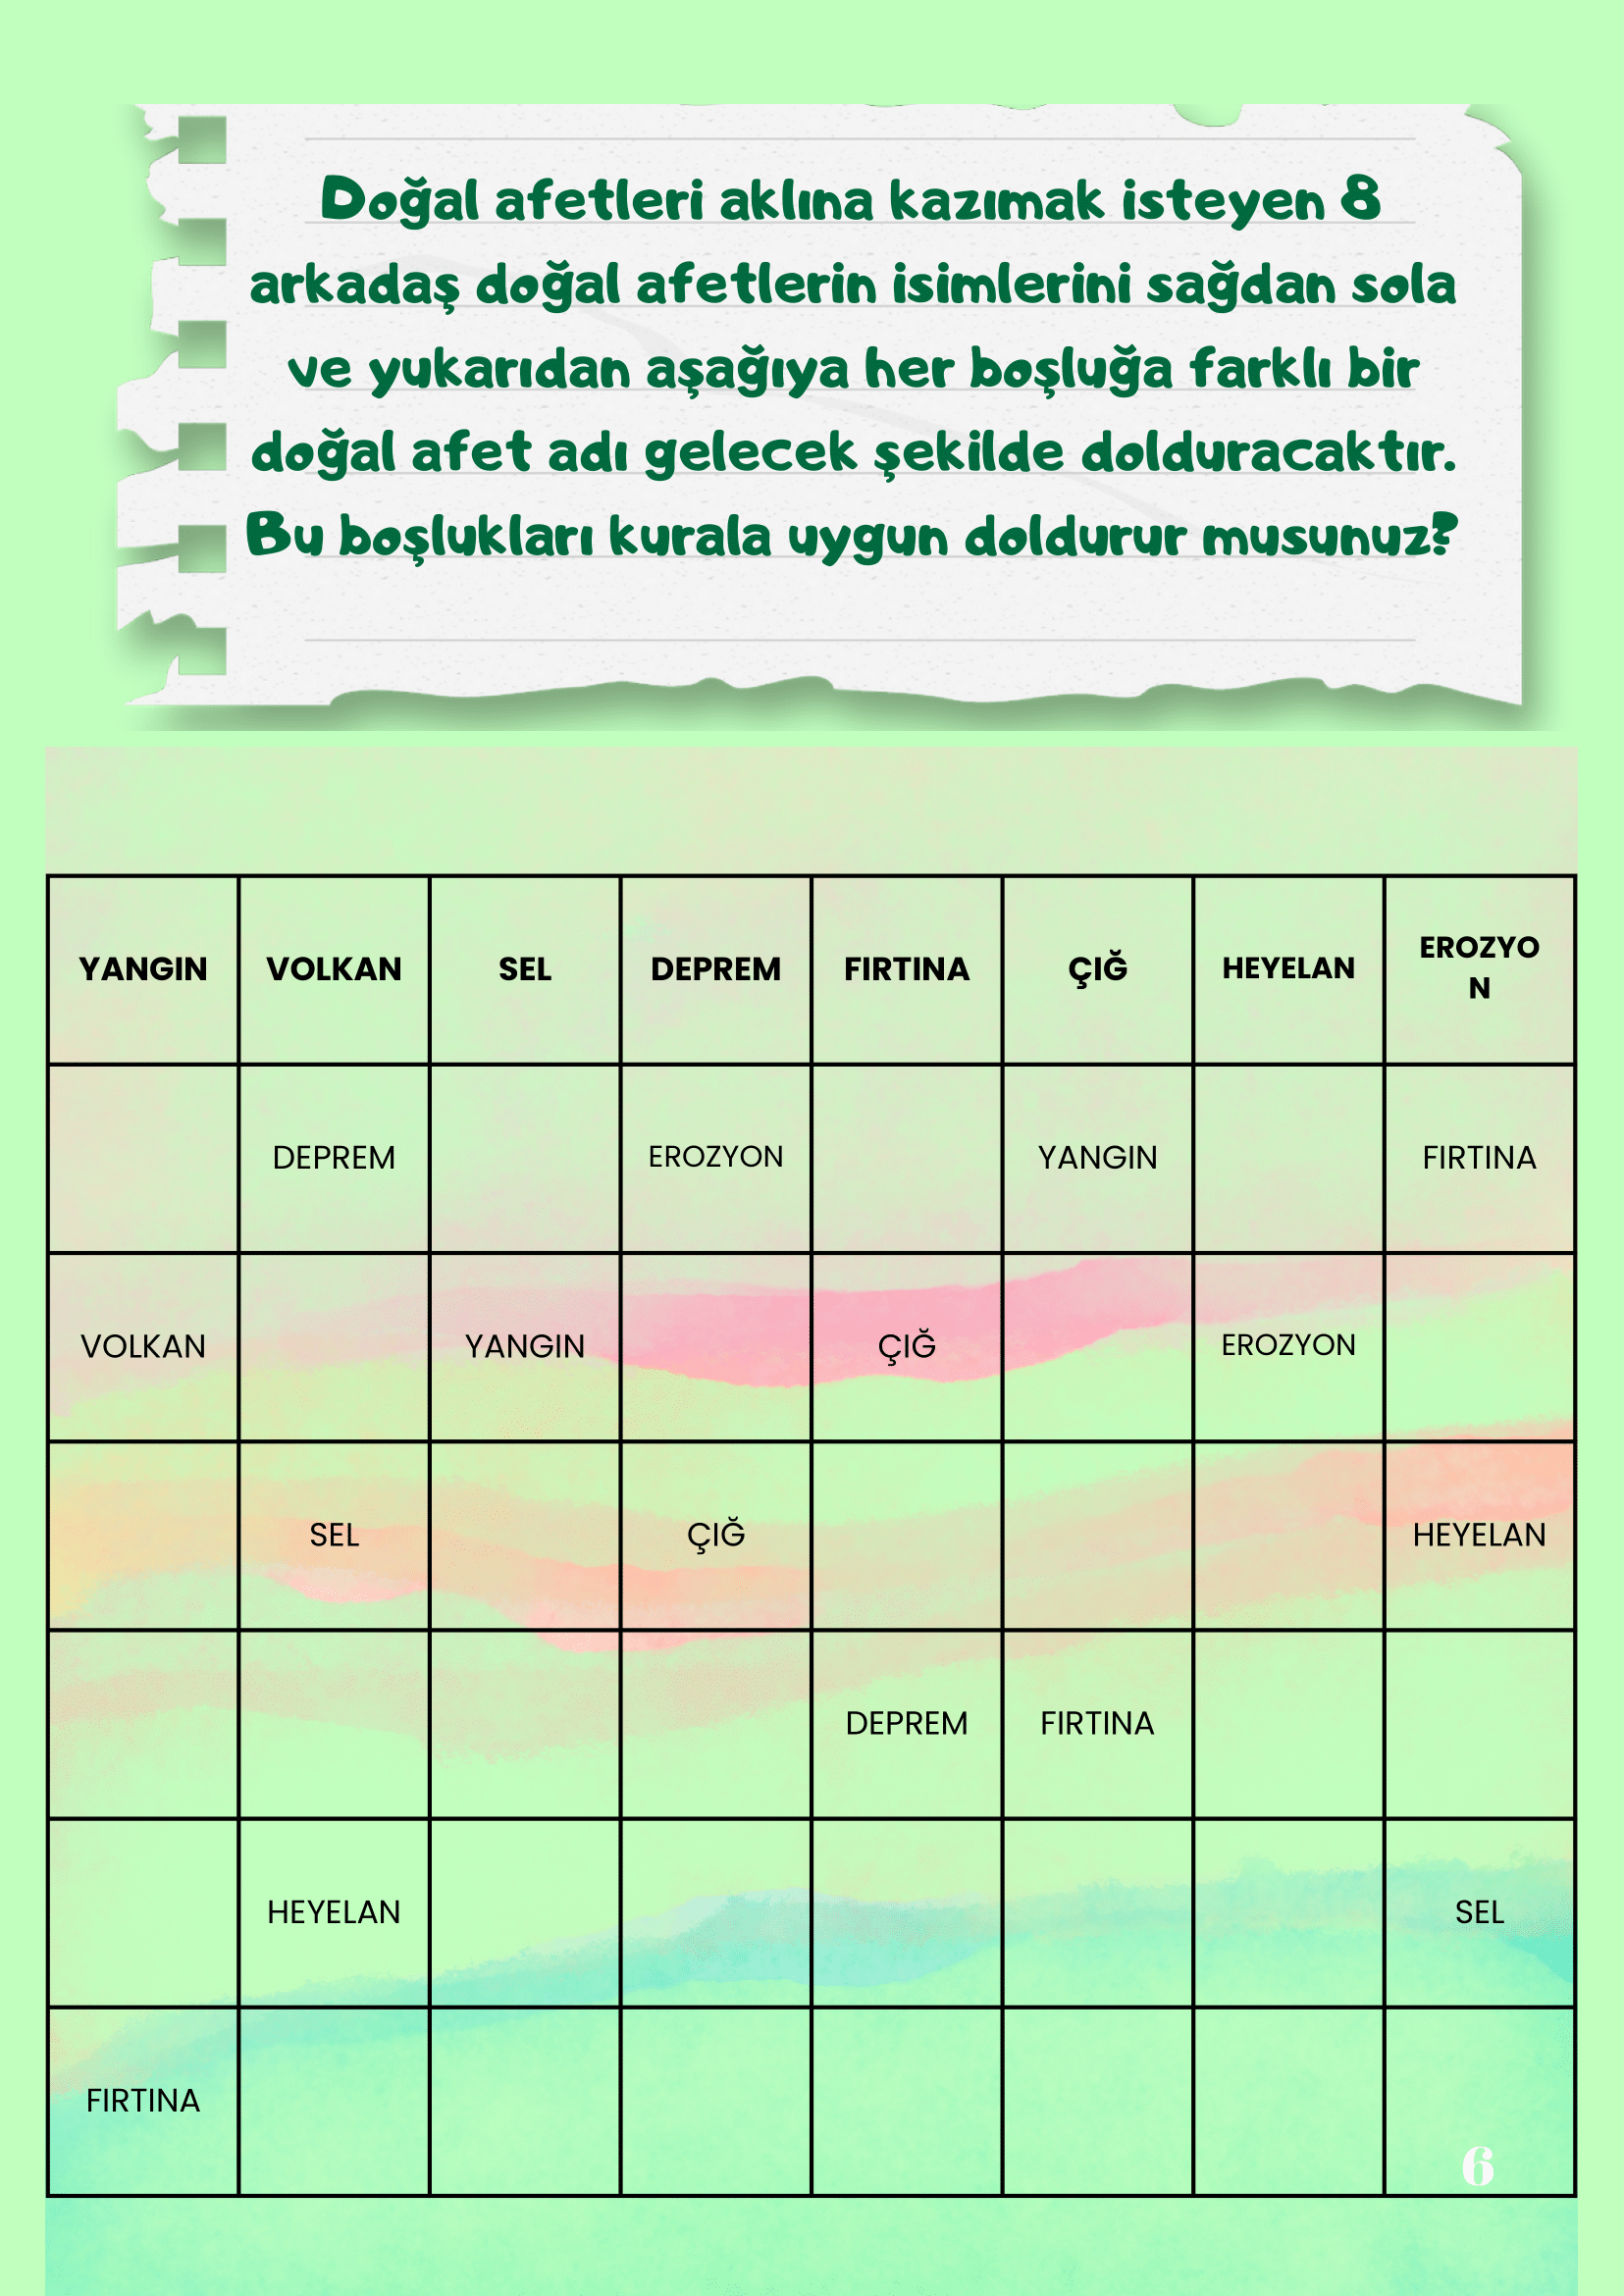 Doğal afetleri aklına kazımak isteyen 8
arkadaş doğal afetlerin isimlerini sağdan sola
ve yukarıdan aşağıya her boşluğa farklı bir
doğal afet adı gelecek şekilde dolduracaktır.
Bu boşlukları kurala uygun doldurur musunuz?
YANGIN VOLKAN SEL DEPREM FIRTINA ÇIĞ HEYELAN EROZYO
N
DEPREM EROZYON YANGIN FIRTINA
VOLKAN YANGIN ÇIĞ EROZYON
SEL ÇIĞ HEYELAN
DEPREM FIRTINA
HEYELAN SEL
FIRTINA
6